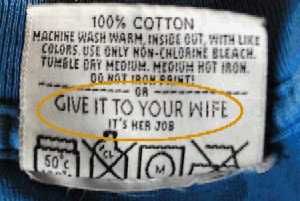 100% COTTON
MACHINE WASH WARM, INSIDE OUT, WITH LIKE
COLORS. USE ONLY NON-CHLORINE BLEACH.
TUMBLE DRY MEDIUM. MEDIUM HOT IRON.
DO NOT IRON PRINT!
OR
GIVE IT TO YOUR WIFE
IT'S HER JOB
50°C CL M